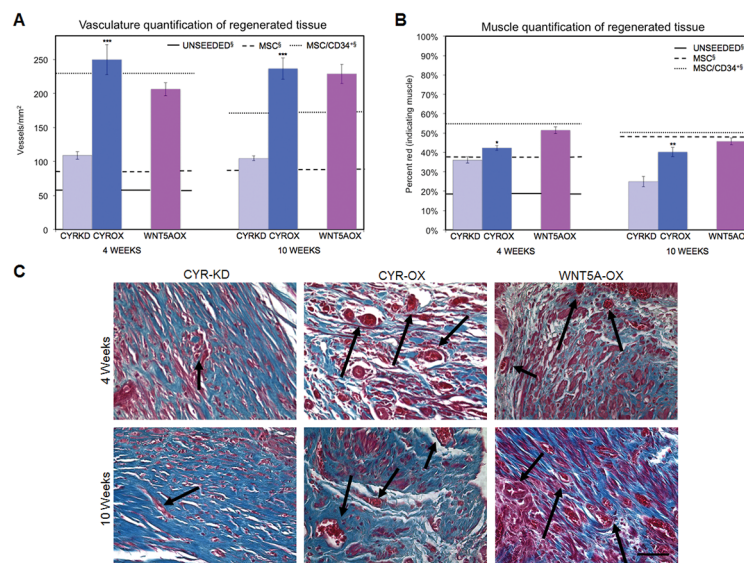 A
Vasculature quantification of regenerated tissue
UNSEEDED§
MSC§
MSC/CD34+§
Vessels/mm²
250
200
150
100
50
0
***
***
CYRKD CYROX WNT5AOX
CYRKD CYROX WNT5AOX
4 WEEKS
10 WEEKS
B
Muscle quantification of regenerated tissue
UNSEEDED§
MSC§
MSC/CD34+§
Percent red (indicating muscle)
100%
90%
80%
70%
60%
50%
40%
30%
20%
10%
0%
*
**
CYRKD CYROX WNT5AOX
CYRKD CYROX WNT5AOX
4 WEEKS
10 WEEKS
C
CYR-KD
CYR-OX
WNT5A-OX
4 Weeks
10 Weeks